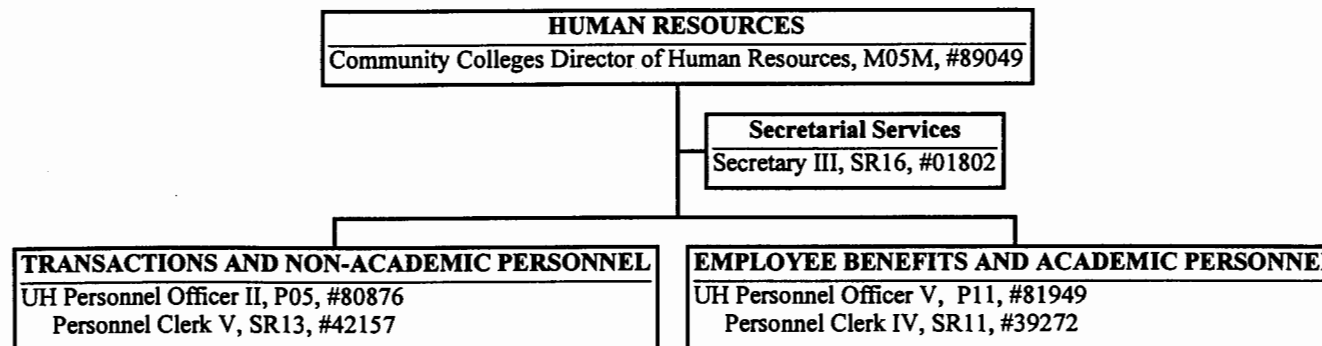 HUMAN RESOURCES
Community Colleges Director of Human Resources, M05M, #89049
Secretarial Services
Secretary III, SR16, #01802
TRANSACTIONS AND NON-ACADEMIC PERSONNEL
UH Personnel Officer II, P05, #80876
Personnel Clerk V, SR13, #42157
EMPLOYEE BENEFITS AND ACADEMIC PERSONNEL
UH Personnel Officer V, P11, #81949
Personnel Clerk IV, SR11, #39272